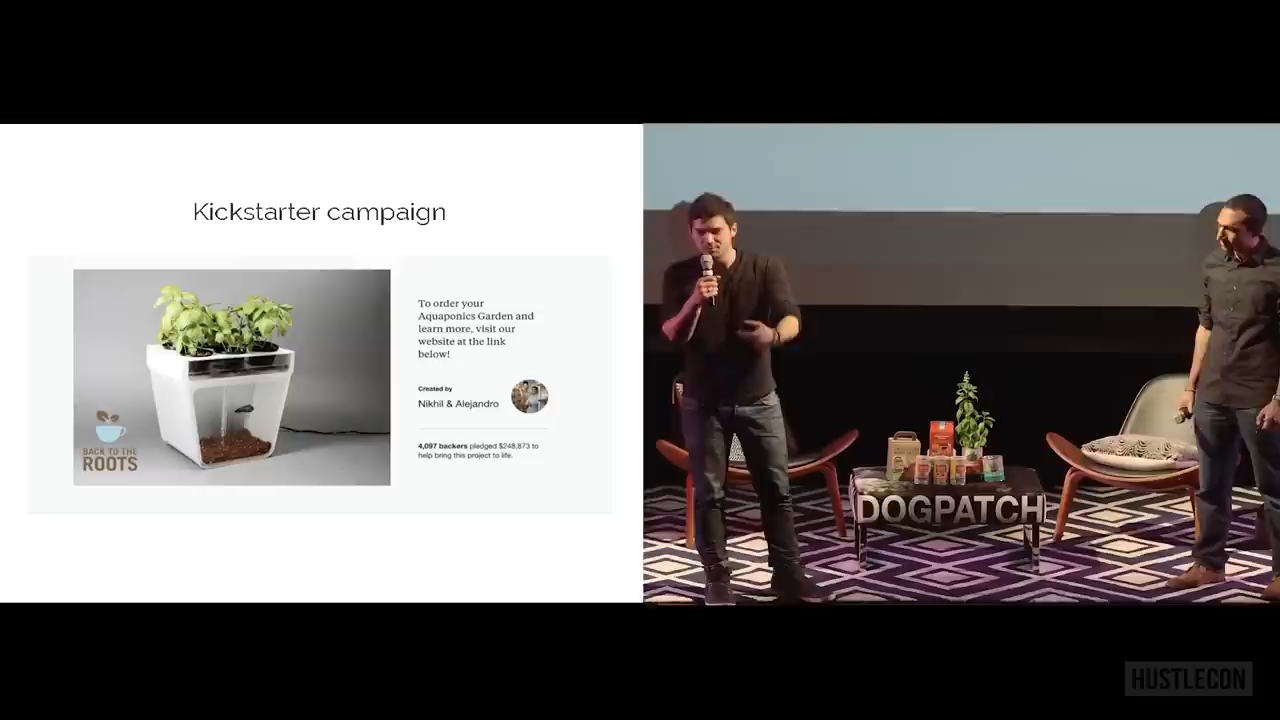 Kickstarter campaign
To order your
Aquaponics Garden and
learn more, visit our
website at the link
below!
Created by
Nikhil & Alejandro
4,097 backers pledged $248,873 to
help bring this project to life.
BACK TO THE
ROOTS
DOGPATCH
HUSTLECON